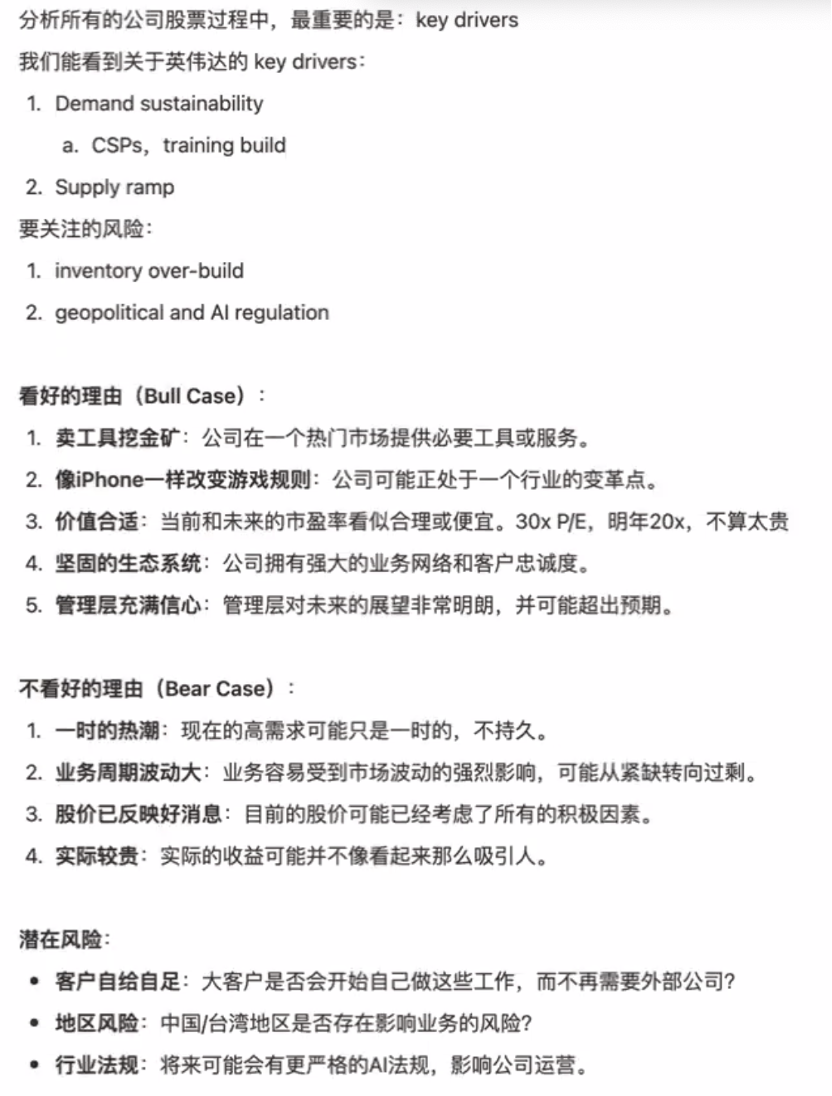 分析所有的公司股票过程中，最重要的是：key drivers
我们能看到关于英伟达的 key drivers：
1. Demand sustainability
a. CSPs，training build
2. Supply ramp
要关注的风险：
1. inventory over-build
2. geopolitical and AI regulation
看好的理由（Bull Case）：
1. 卖工具挖金矿：公司在一个热门市场提供必要工具或服务。
2. 像iPhone一样改变游戏规则：公司可能正处于一个行业的变革点。
3. 价值合适：当前和未来的市盈率看似合理或便宜。30x P/E，明年20x，不算太贵
4. 坚固的生态系统：公司拥有强大的业务网络和客户忠诚度。
5. 管理层充满信心：管理层对未来的展望非常明朗，并可能超出预期。
不看好的理由（Bear Case）：
1. 一时的热潮：现在的高需求可能只是一时的，不持久。
2. 业务周期波动大：业务容易受到市场波动的强烈影响，可能从紧缺转向过剩。
3. 股价已反映好消息：目前的股价可能已经考虑了所有的积极因素。
4. 实际较贵：实际的收益可能并不像看起来那么吸引人。
潜在风险：
• 客户自给自足：大客户是否会开始自己做这些工作，而不再需要外部公司？
• 地区风险：中国/台湾地区是否存在影响业务的风险？
• 行业法规：将来可能会有更严格的AI法规，影响公司运营。